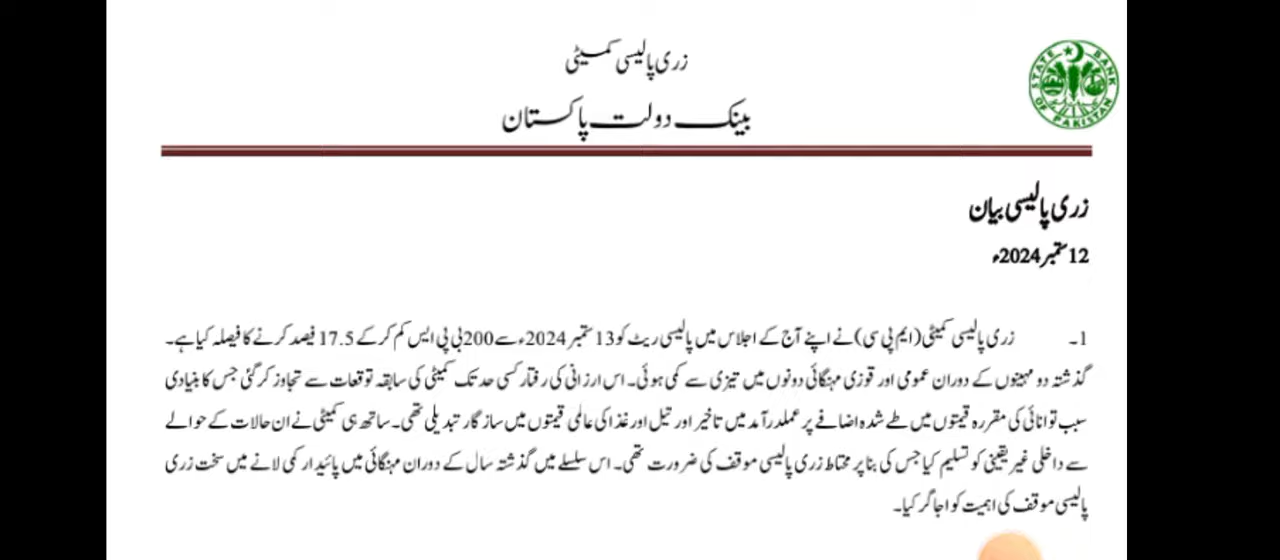 زری پالیسی کمیٹی
بینک دولت پاکستان
STATE BANK OF PAKISTAN
زری پالیسی بیان
12 ستمبر 2024ء
1۔ زری پالیسی کمیٹی (ایم پی سی) نے اپنے آج کے اجلاس میں پالیسی ریٹ کو 13 ستمبر 2024ء سے 200 بی پی ایس کم کر کے 17.5 فیصد کرنے کا فیصلہ کیا ہے۔
گذشتہ دو مہینوں کے دوران عمومی اور قوزی مہنگائی دونوں میں تیزی سے کمی ہوئی۔ اس ارزانی کی رفتار کسی حد تک کمیٹی کی سابقہ توقعات سے تجاوز کر گئی جس کا بنیادی
سبب توانائی کی مقررہ قیمتوں میں طے شدہ اضافے پر عملدرآمد میں تاخیر اور تیل اور غذا کی عالمی قیمتوں میں سازگار تبدیلی تھی۔ ساتھ ہی کمیٹی نے ان حالات کے حوالے
سے داخلی غیر یقینی کو تسلیم کیا جس کی بنا پر محتاط زری پالیسی موقف کی ضرورت تھی۔ اس سلسلے میں گذشتہ سال کے دوران مہنگائی میں پائیدار کمی لانے میں سخت زری
پالیسی موقف کی اہمیت کو اجاگر کیا۔